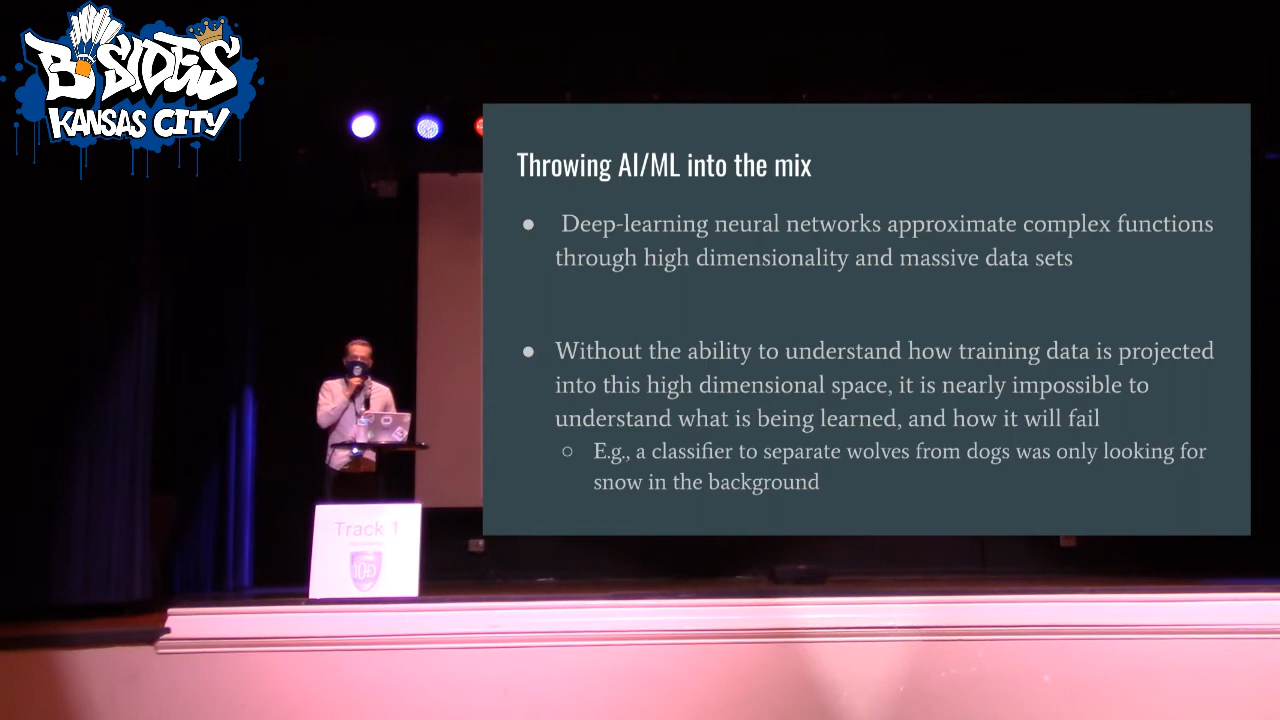 B·SIDES
KANSAS CITY
Throwing AI/ML into the mix
● Deep-learning neural networks approximate complex functions
through high dimensionality and massive data sets
● Without the ability to understand how training data is projected
into this high dimensional space, it is nearly impossible to
understand what is being learned, and how it will fail
○ E.g., a classifier to separate wolves from dogs was only looking for
snow in the background
Track 1